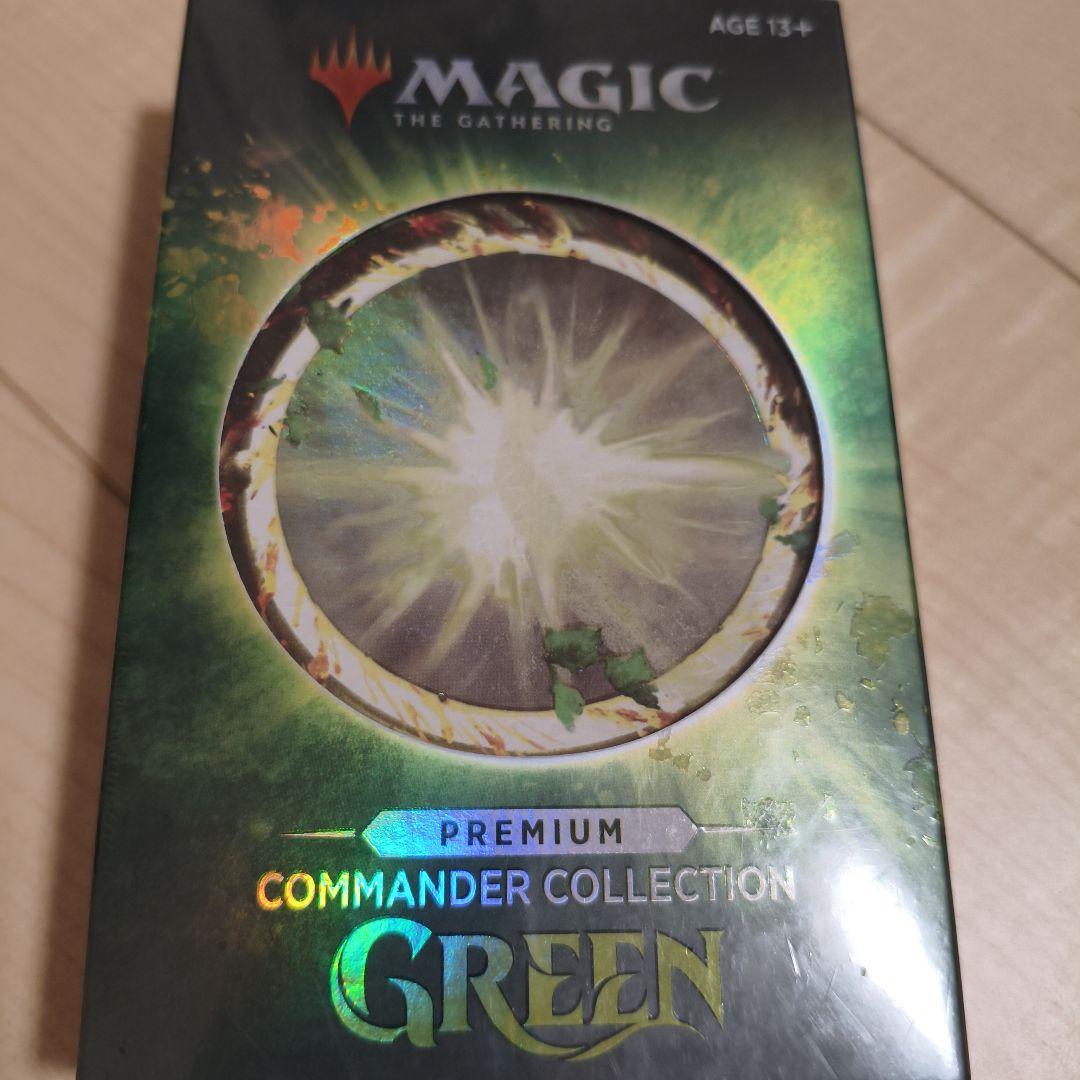 AGE 13+
MAGIC
THE GATHERING
PREMIUM
COMMANDER COLLECTION
GREEN